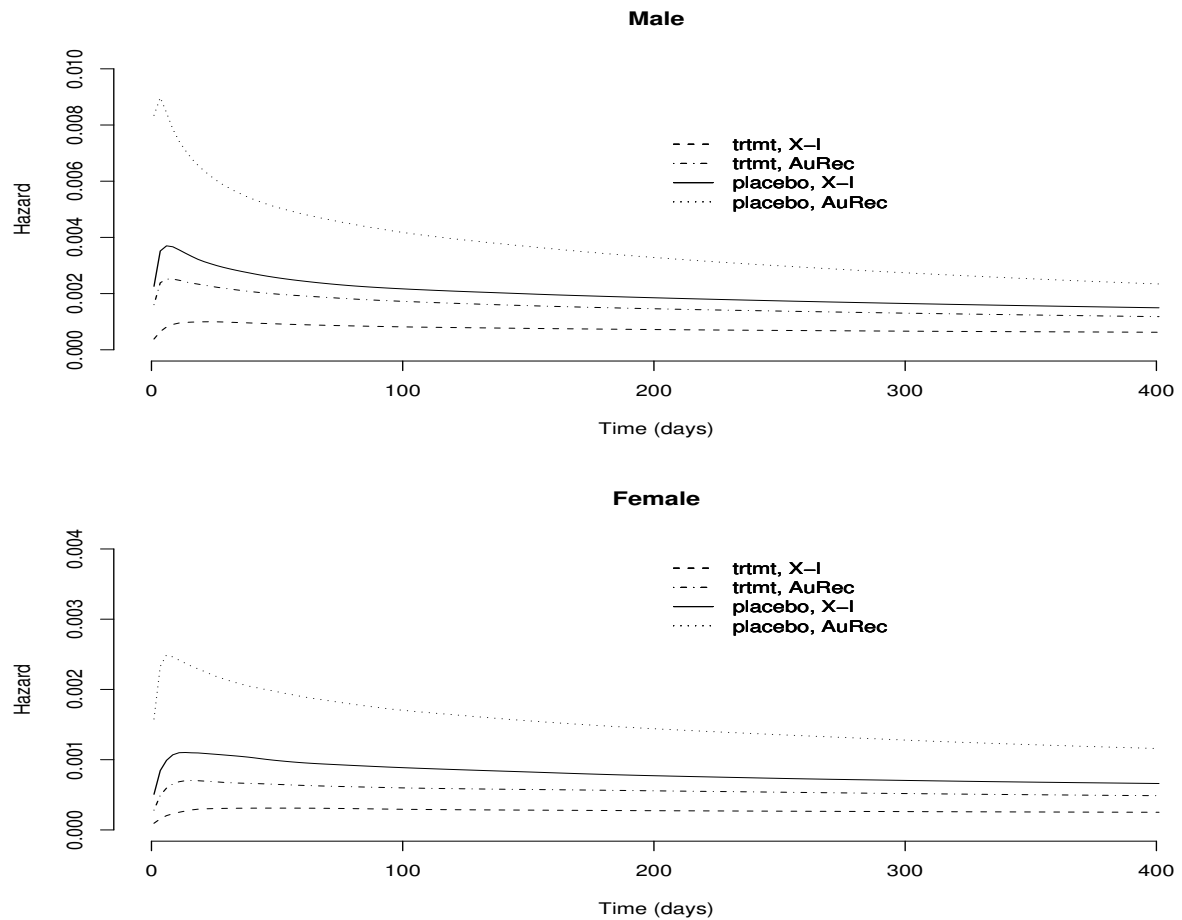 Male
0.010
0.008
0.006
0.004
0.002
0.000
Hazard
trtmt, X−I
trtmt, AuRec
placebo, X−I
placebo, AuRec
0 100 200 300 400
Time (days)
Female
0.004
0.003
0.002
0.001
0.000
Hazard
trtmt, X−I
trtmt, AuRec
placebo, X−I
placebo, AuRec
0 100 200 300 400
Time (days)